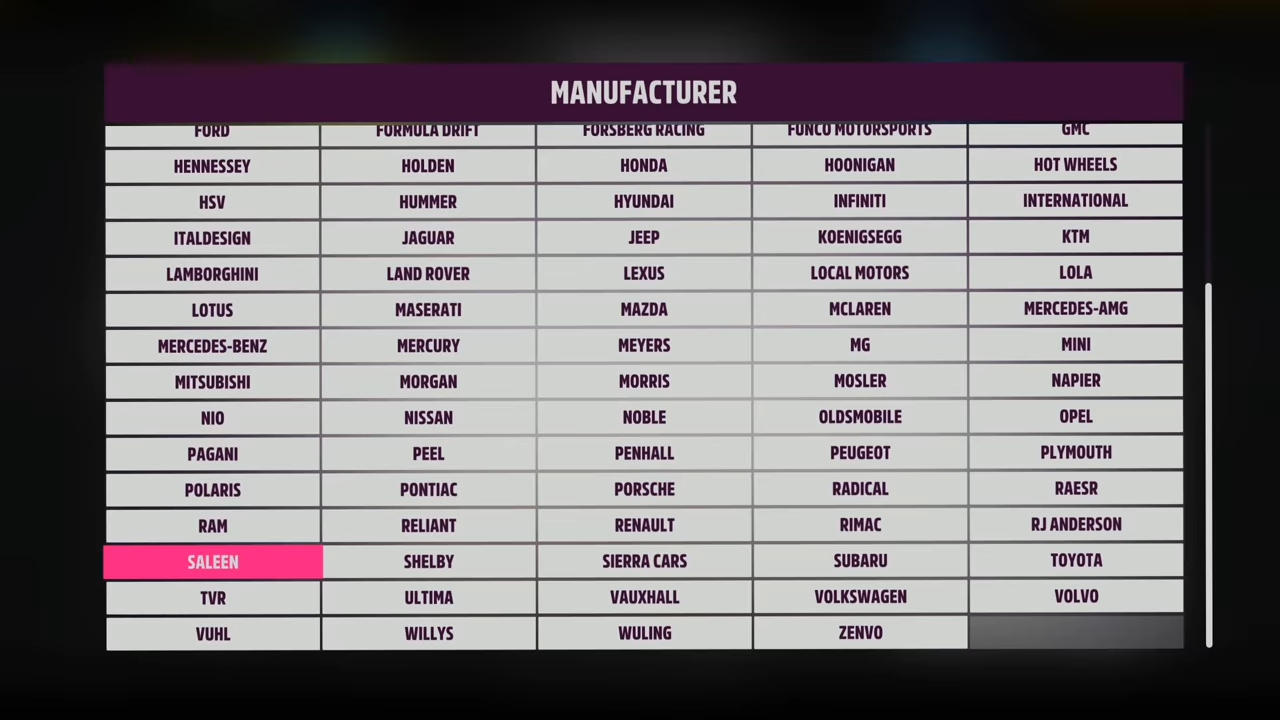 MANUFACTURER
FORD FORMULA DRIFT FORSBERG RACING FUNCO MOTORSPORTS GMC
HENNESSEY HOLDEN HONDA HOONIGAN HOT WHEELS
HSV HUMMER HYUNDAI INFINITI INTERNATIONAL
ITALDESIGN JAGUAR JEEP KOENIGSEGG KTM
LAMBORGHINI LAND ROVER LEXUS LOCAL MOTORS LOLA
LOTUS MASERATI MAZDA MCLAREN MERCEDES-AMG
MERCEDES-BENZ MERCURY MEYERS MG MINI
MITSUBISHI MORGAN MORRIS MOSLER NAPIER
NIO NISSAN NOBLE OLDSMOBILE OPEL
PAGANI PEEL PENHALL PEUGEOT PLYMOUTH
POLARIS PONTIAC PORSCHE RADICAL RAESR
RAM RELIANT RENAULT RIMAC RJ ANDERSON
SALEEN SHELBY SIERRA CARS SUBARU TOYOTA
TVR ULTIMA VAUXHALL VOLKSWAGEN VOLVO
VUHL WILLYS WULING ZENVO